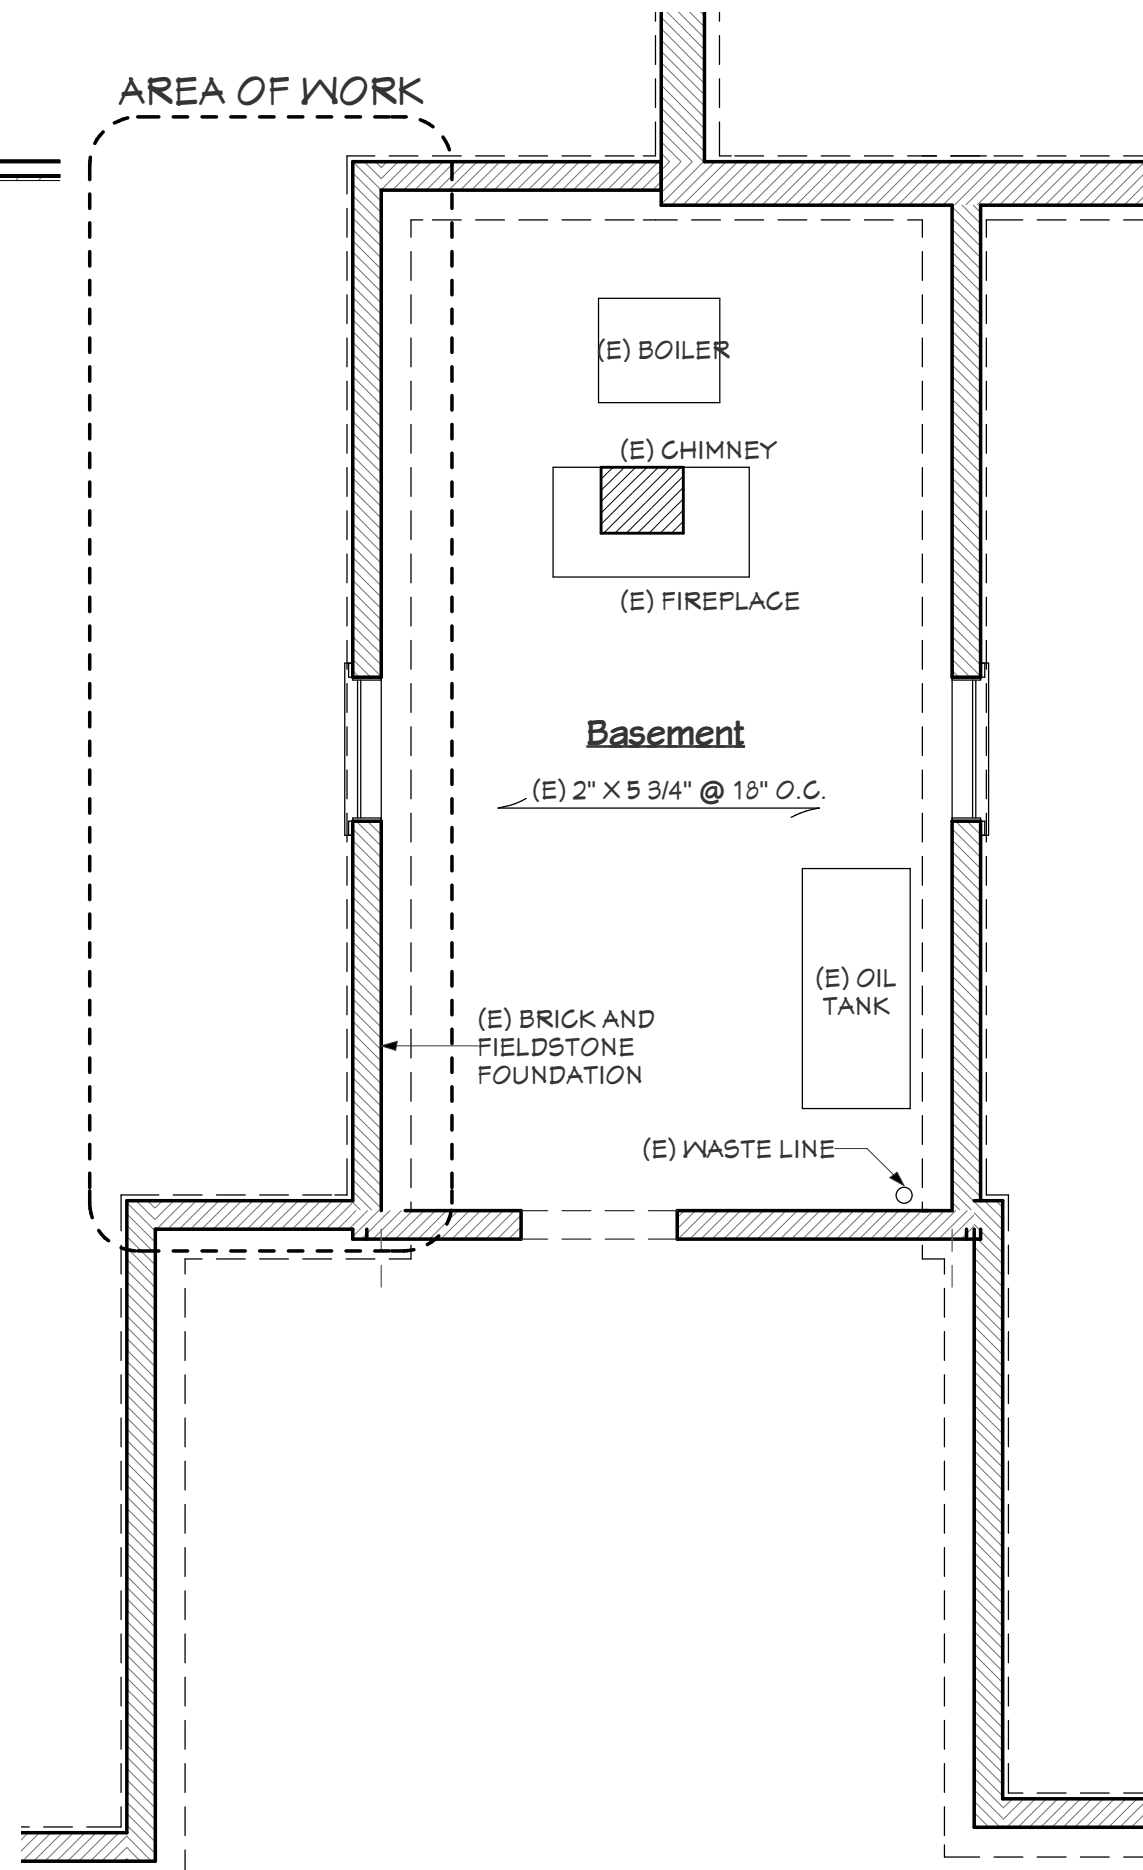 AREA OF WORK
(E) BOILER
(E) CHIMNEY
(E) FIREPLACE
Basement
(E) 2" X 5 3/4" @ 18" O.C.
(E) OIL
TANK
(E) BRICK AND
FIELDSTONE
FOUNDATION
(E) WASTE LINE